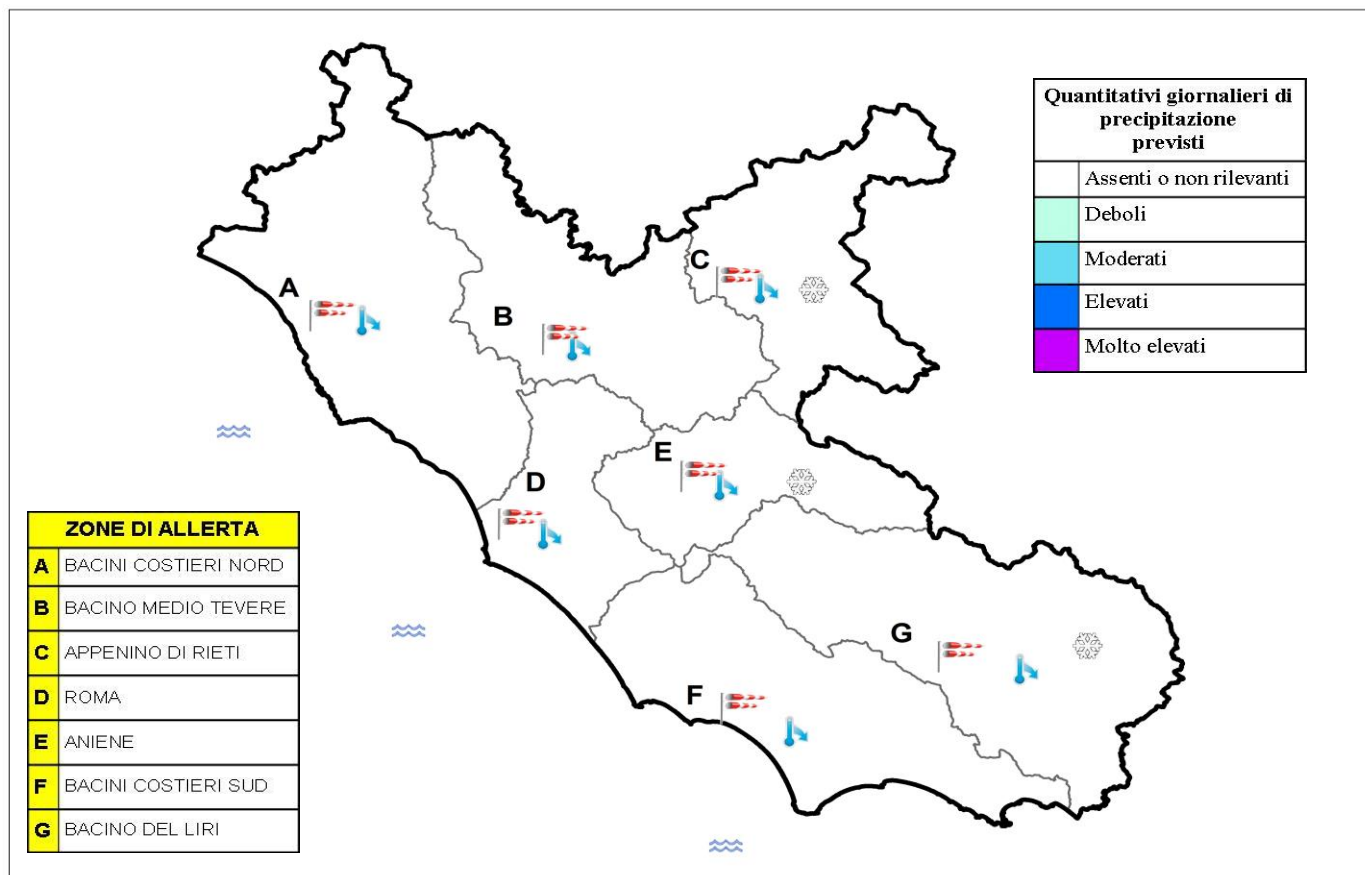 Quantitativi giornalieri di
precipitazione
previsti
Assenti o non rilevanti
Deboli
Moderati
Elevati
Molto elevati
A
B
C
D
E
F
G
ZONE DI ALLERTA
A BACINI COSTIERI NORD
B BACINO MEDIO TEVERE
C APPENINO DI RIETI
D ROMA
E ANIENE
F BACINI COSTIERI SUD
G BACINO DEL LIRI